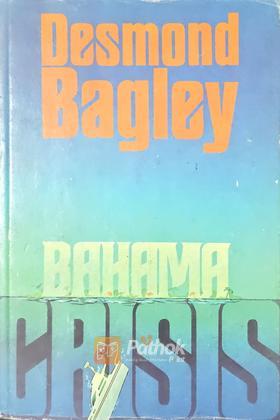 Desmond
Bagley
BAHAMA
CRISIS
Pathok